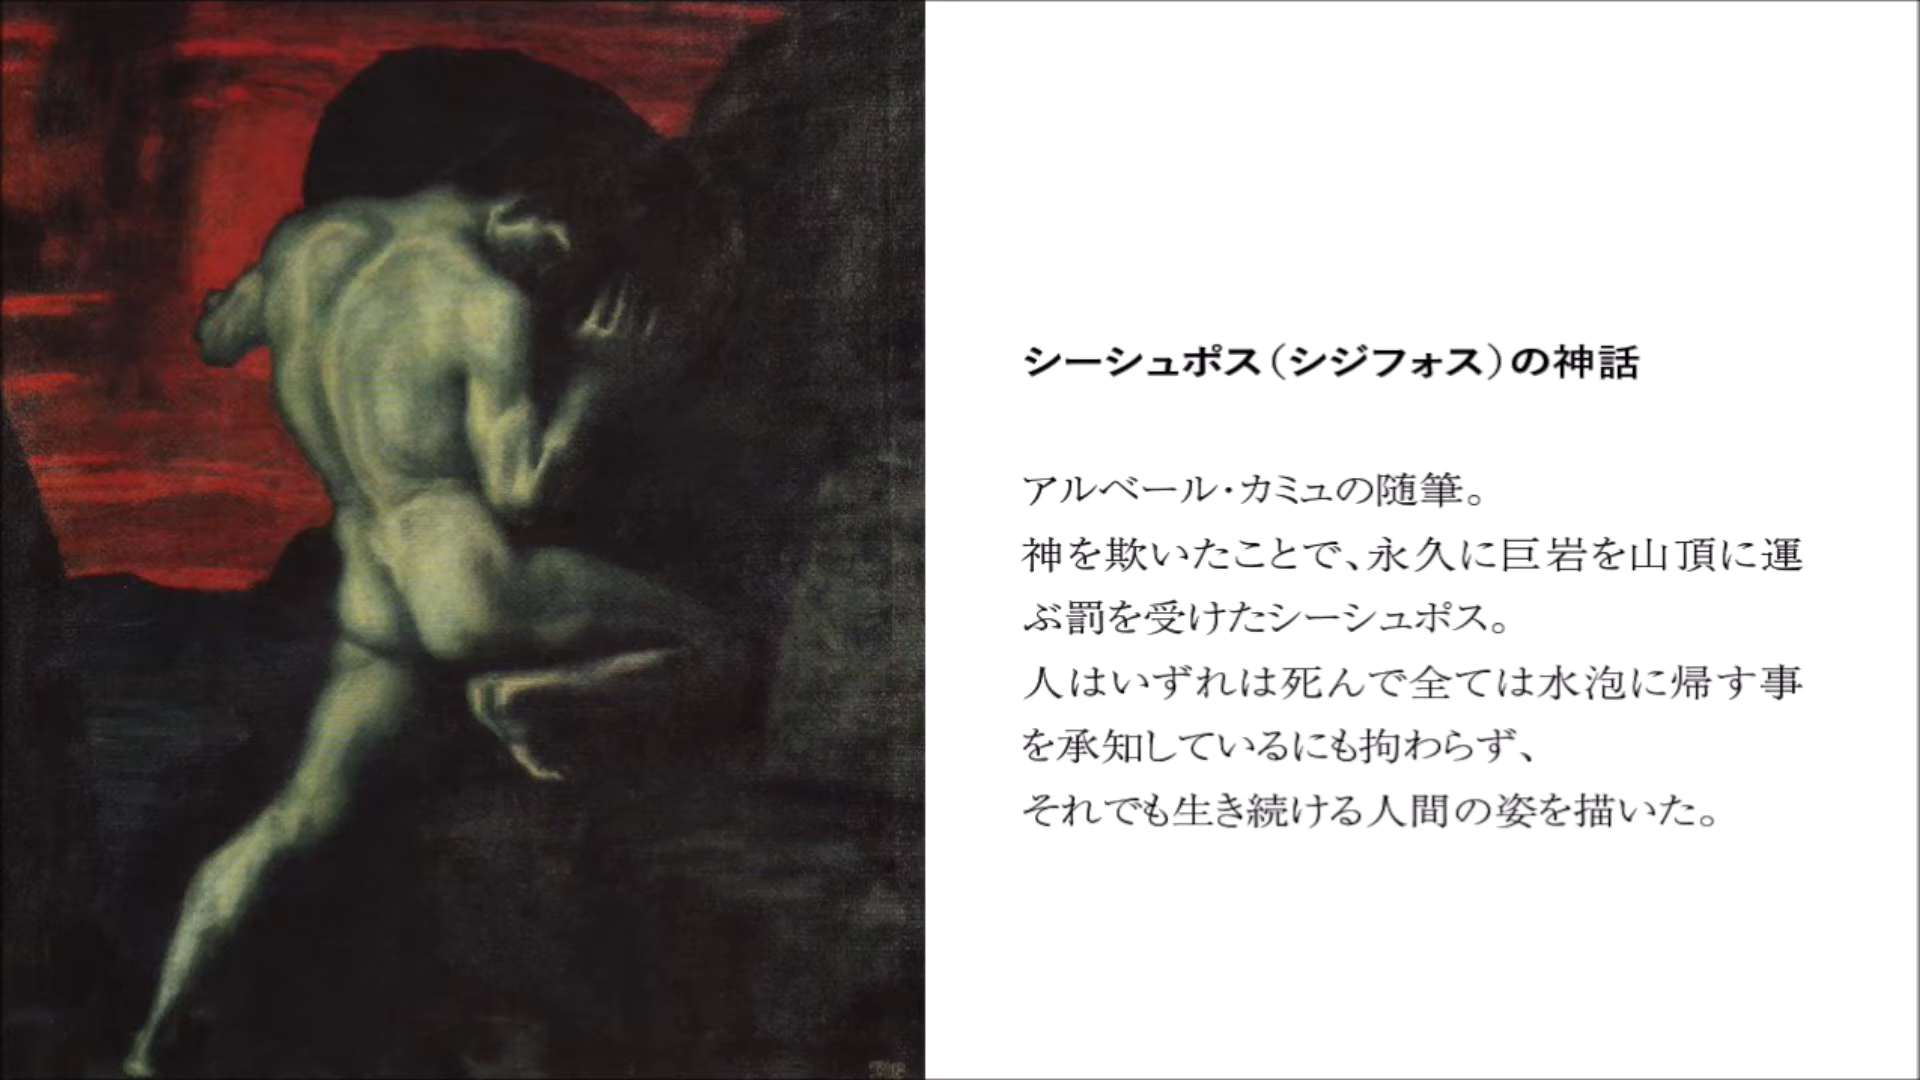 シーシュポス（シジフォス）の神話
アルベール・カミュの随筆。
神を欺いたことで、永久に巨岩を山頂に運
ぶ罰を受けたシーシュポス。
人はいずれは死んで全ては水泡に帰す事
を承知しているにも拘わらず、
それでも生き続ける人間の姿を描いた。